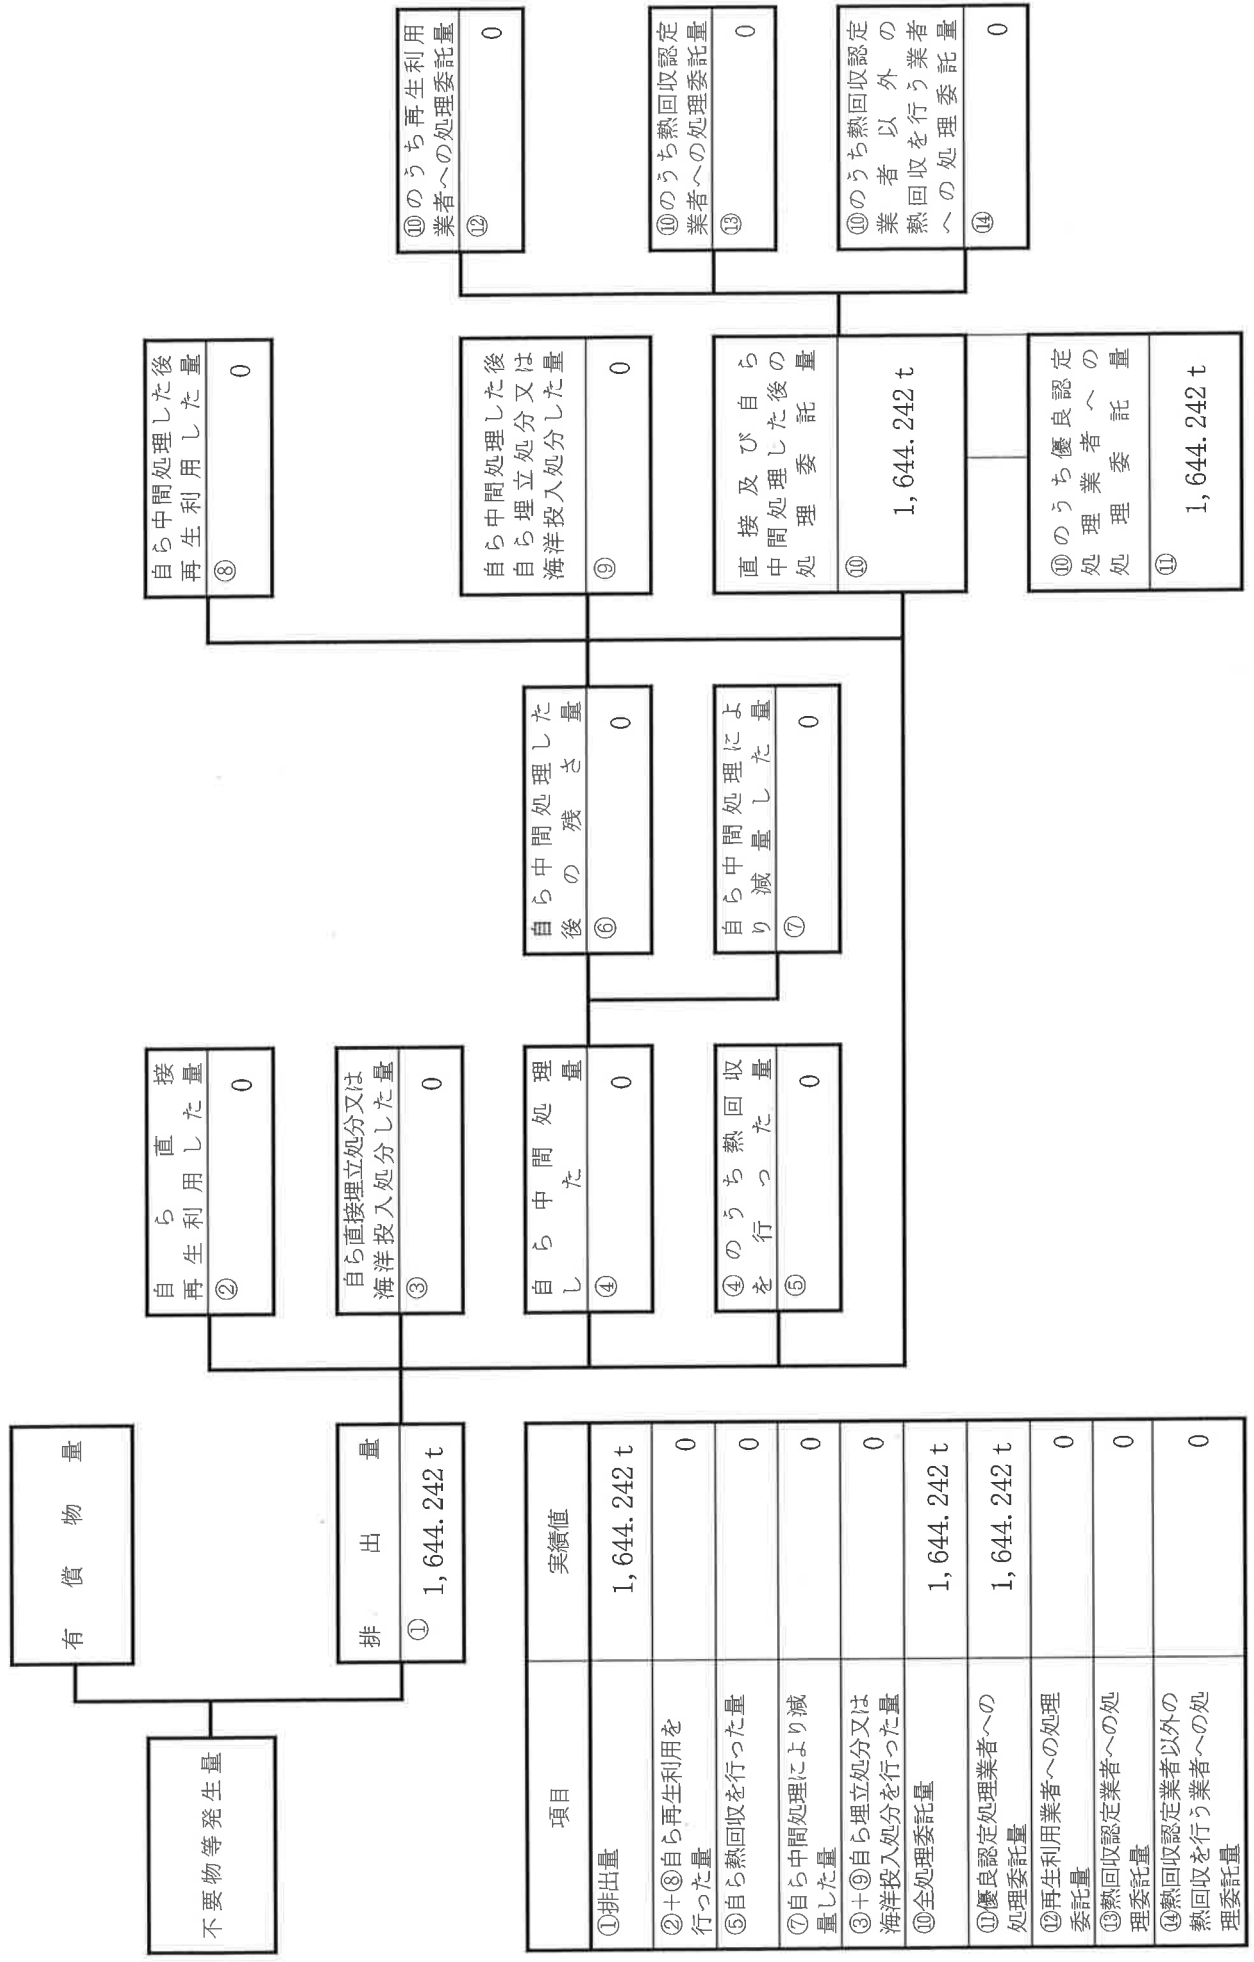 有償物量
不要物等発生量
排出量
① 1,644.242 t
自ら直接
再生利用した量
② 0
自ら直接埋立処分又は
海洋投入処分した量
③ 0
自ら中間処理
した量
④ 0
④のうち熱回収
を行った量
⑤ 0
自ら中間処理した
後の残さ量
⑥ 0
自ら中間処理によ
り減量した量
⑦ 0
自ら中間処理した後
再生利用した量
⑧ 0
自ら中間処理した後
自ら埋立処分又は
海洋投入処分した量
⑨ 0
直接及び自ら
中間処理した後の
処理委託量
⑩ 1,644.242 t
⑩のうち優良認定
処理業者への
処理委託量
⑪ 1,644.242 t
⑩のうち再生利用
業者への処理委託量
⑫ 0
⑩のうち熱回収認定
業者への処理委託量
⑬ 0
⑩のうち熱回収認定
業者以外の
熱回収を行う業者
への処理委託量
⑭ 0
項目 実績値
①排出量 1,644.242 t
②+⑧自ら再生利用を
行った量 0
⑤自ら熱回収を行った量 0
⑦自ら中間処理により減
量した量 0
③+⑨自ら埋立処分又は
海洋投入処分を行った量 0
⑩全処理委託量 1,644.242 t
⑪優良認定処理業者への
処理委託量 1,644.242 t
⑫再生利用業者への処理
委託量 0
⑬熱回収認定業者への処
理委託量 0
⑭熱回収認定業者以外の
熱回収を行う業者への処
理委託量 0